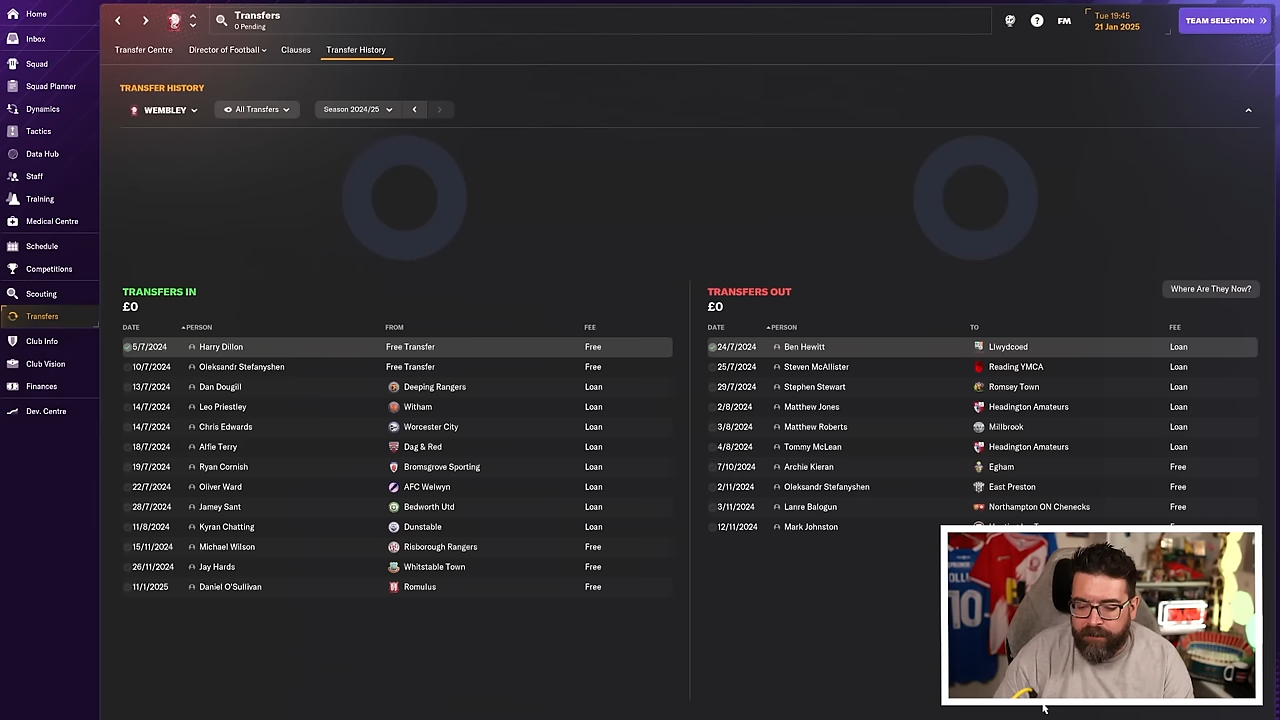 Home
Inbox
Squad
Squad Planner
Dynamics
Tactics
Data Hub
Staff
Training
Medical Centre
Schedule
Competitions
Scouting
Transfers
Club Info
Club Vision
Finances
Dev. Centre
Transfers
0 Pending
FM
Tue 19:45
21 Jan 2025
TEAM SELECTION
Transfer Centre Director of Football Clauses Transfer History
TRANSFER HISTORY
WEMBLEY All Transfers Season 2024/25
TRANSFERS IN
£0
DATE PERSON FROM FEE
5/7/2024 Harry Dillon Free Transfer Free
10/7/2024 Oleksandr Stefanyshen Free Transfer Free
13/7/2024 Dan Dougill Deeping Rangers Loan
14/7/2024 Leo Priestley Witham Loan
14/7/2024 Chris Edwards Worcester City Loan
18/7/2024 Alfie Terry Dag & Red Loan
19/7/2024 Ryan Cornish Bromsgrove Sporting Loan
22/7/2024 Oliver Ward AFC Welwyn Loan
28/7/2024 Jamey Sant Bedworth Utd Loan
11/8/2024 Kyran Chatting Dunstable Loan
15/11/2024 Michael Wilson Risborough Rangers Free
26/11/2024 Jay Hards Whitstable Town Free
11/1/2025 Daniel O'Sullivan Romulus Free
TRANSFERS OUT
£0
Where Are They Now?
DATE PERSON TO FEE
24/7/2024 Ben Hewitt Llwydcoed Loan
25/7/2024 Steven McAllister Reading YMCA Loan
29/7/2024 Stephen Stewart Romsey Town Loan
2/8/2024 Matthew Jones Headington Amateurs Loan
3/8/2024 Matthew Roberts Millbrook Loan
4/8/2024 Tommy McLean Headington Amateurs Loan
7/10/2024 Archie Kieran Egham Free
2/11/2024 Oleksandr Stefanyshen East Preston Free
3/11/2024 Lanre Balogun Northampton ON Chenecks Free
12/11/2024 Mark Johnston
10